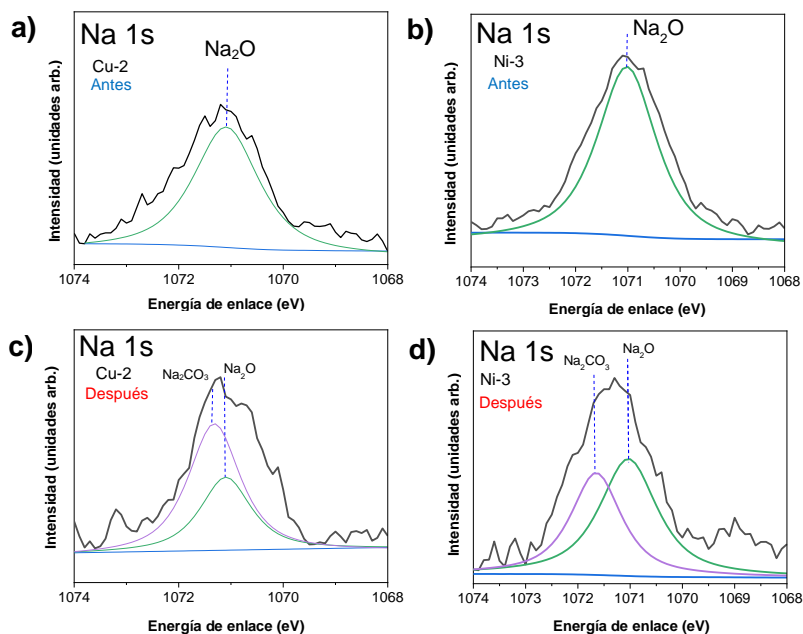 a)
Na 1s
Cu-2
Antes
Na₂O
Intensidad (unidades arb.)
1074
1072
1070
1068
Energía de enlace (eV)
b)
Na 1s
Ni-3
Antes
Na₂O
Intensidad (unidades arb.)
1074
1073
1072
1071
1070
1069
1068
Energía de enlace (eV)
c)
Na 1s
Cu-2
Después
Na₂CO₃
Na₂O
Intensidad (unidades arb.)
1074
1072
1070
1068
Energía de enlace (eV)
d)
Na 1s
Ni-3
Después
Na₂CO₃
Na₂O
Intensidad (unidades arb.)
1074
1073
1072
1071
1070
1069
1068
Energía de enlace (eV)